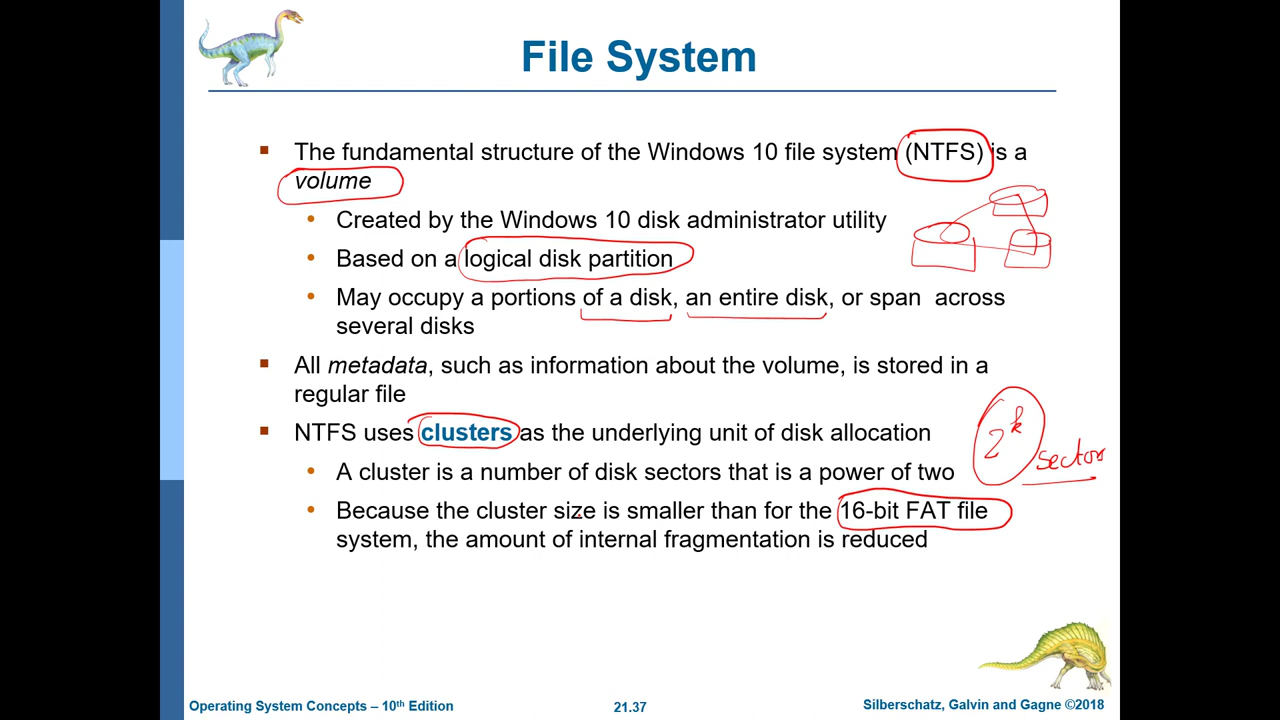 File System
The fundamental structure of the Windows 10 file system (NTFS) is a
volume
Created by the Windows 10 disk administrator utility
Based on a logical disk partition
May occupy a portions of a disk, an entire disk, or span across
several disks
All metadata, such as information about the volume, is stored in a
regular file
NTFS uses clusters as the underlying unit of disk allocation
2^k
sector
A cluster is a number of disk sectors that is a power of two
Because the cluster size is smaller than for the 16-bit FAT file
system, the amount of internal fragmentation is reduced
Operating System Concepts – 10th Edition
21.37
Silberschatz, Galvin and Gagne ©2018